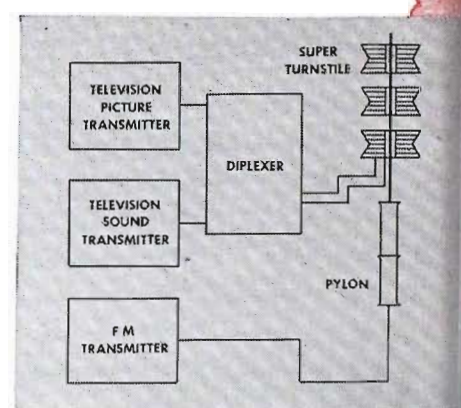 SUPER
TURNSTILE
TELEVISION
PICTURE
TRANSMITTER
DIPLEXER
TELEVISION
SOUND
TRANSMITTER
PYLON
F M
TRANSMITTER